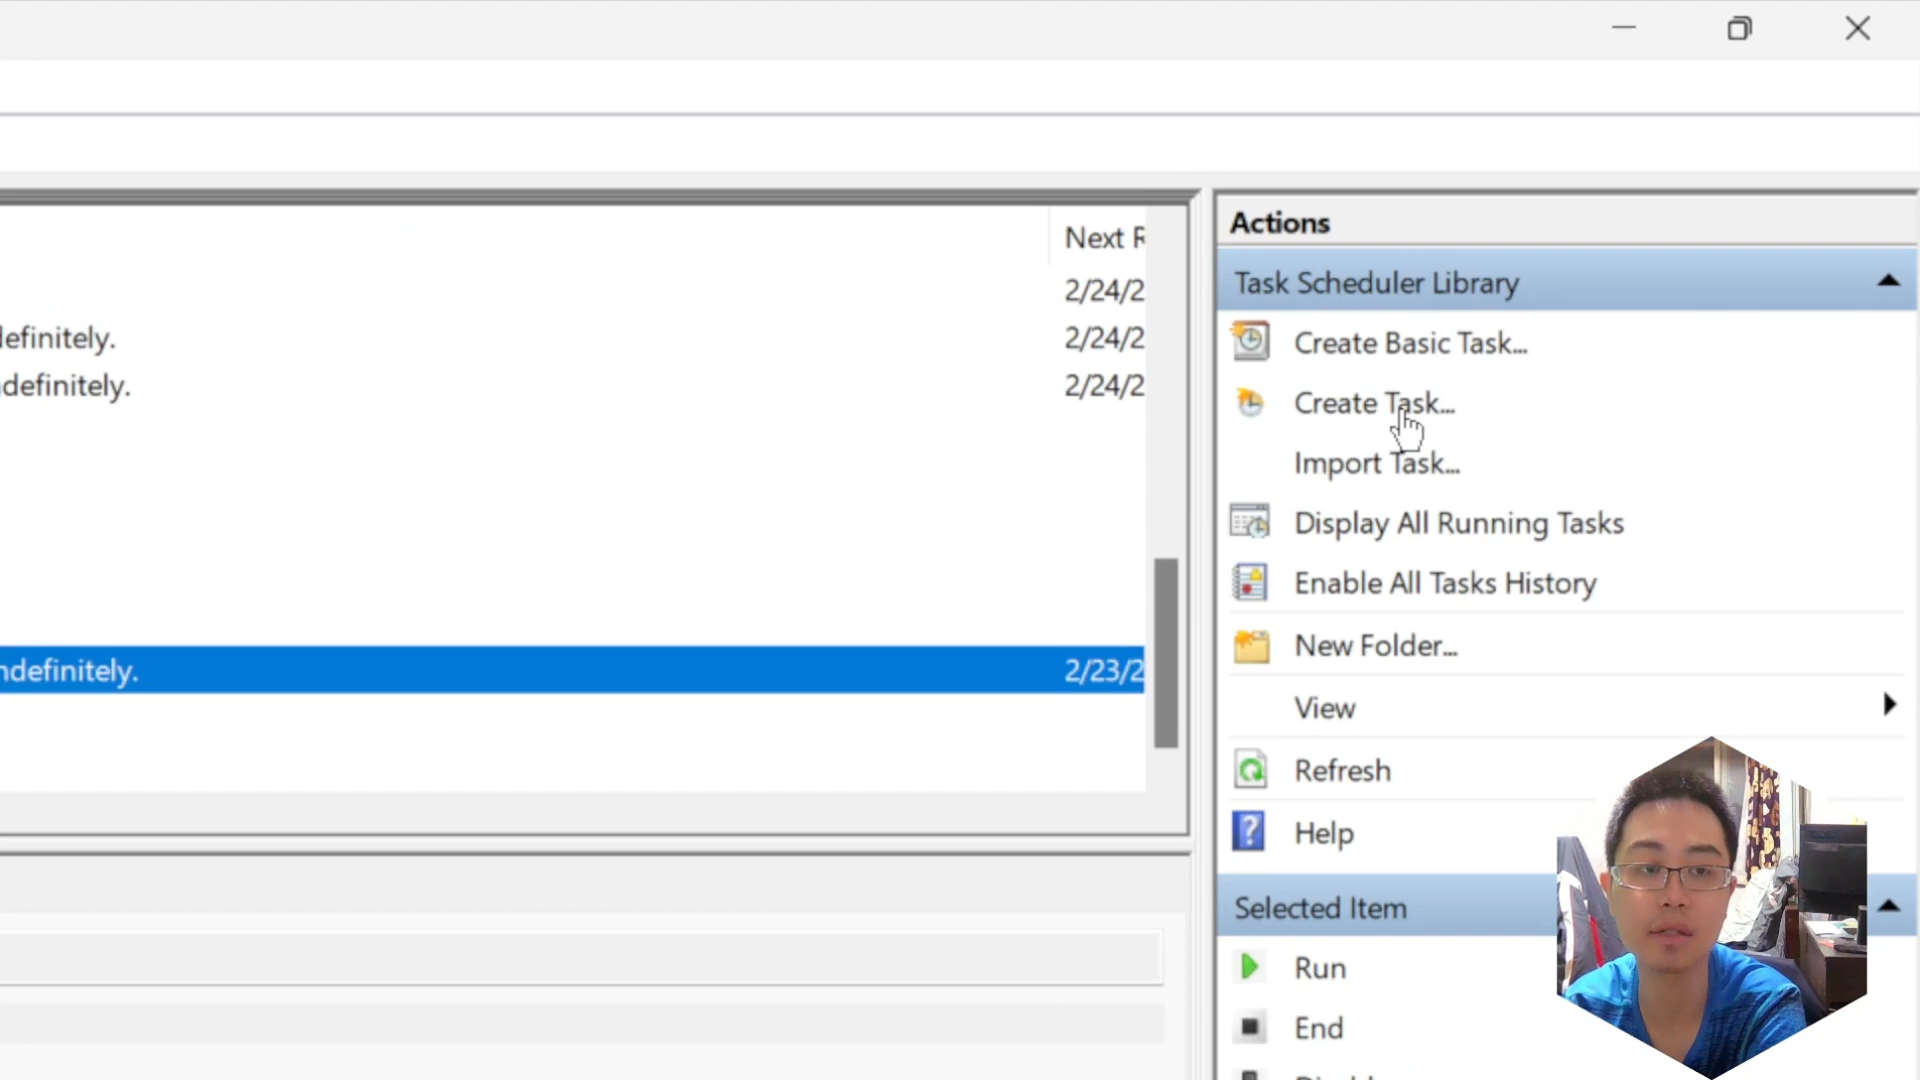 Next R
2/24/2
definitely.
2/24/2
ndefinitely.
2/24/2
ndefinitely.
2/23/2
Actions
Task Scheduler Library
Create Basic Task...
Create Task...
Import Task...
Display All Running Tasks
Enable All Tasks History
New Folder...
View
Refresh
Help
Selected Item
Run
End